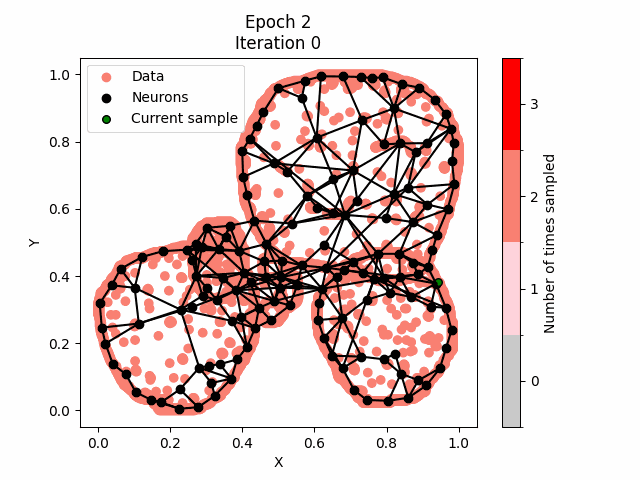 Epoch 2
Iteration 0
Data
Neurons
Current sample
1.0
0.8
0.6
0.4
0.2
0.0
Y
0.0 0.2 0.4 0.6 0.8 1.0
X
3
2
1
0
Number of times sampled